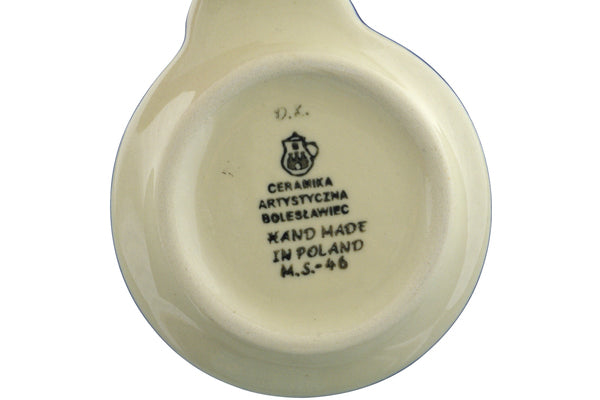 D.K.
CERAMIKA
ARTYSTYCZNA
BOLESŁAWIEC
HAND MADE
IN POLAND
M.S.-46